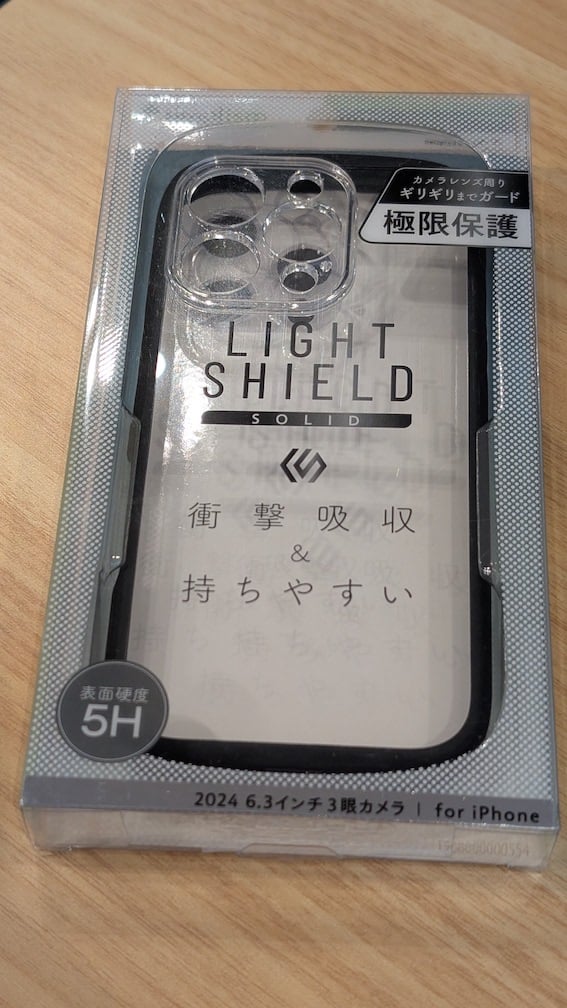 カメラレンズ周り
ギリギリまでガード
極限保護
LIGHT
SHIELD
SOLID
衝撃吸収
&
持ちやすい
表面硬度
5H
2024 6.3インチ3眼カメラ | for iPhone